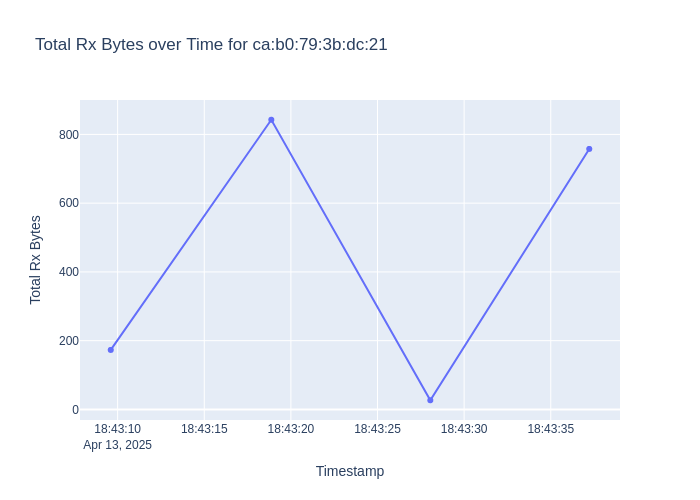 Total Rx Bytes over Time for ca:b0:79:3b:dc:21
Total Rx Bytes
800
600
400
200
0
18:43:10 18:43:15 18:43:20 18:43:25 18:43:30 18:43:35
Apr 13, 2025
Timestamp